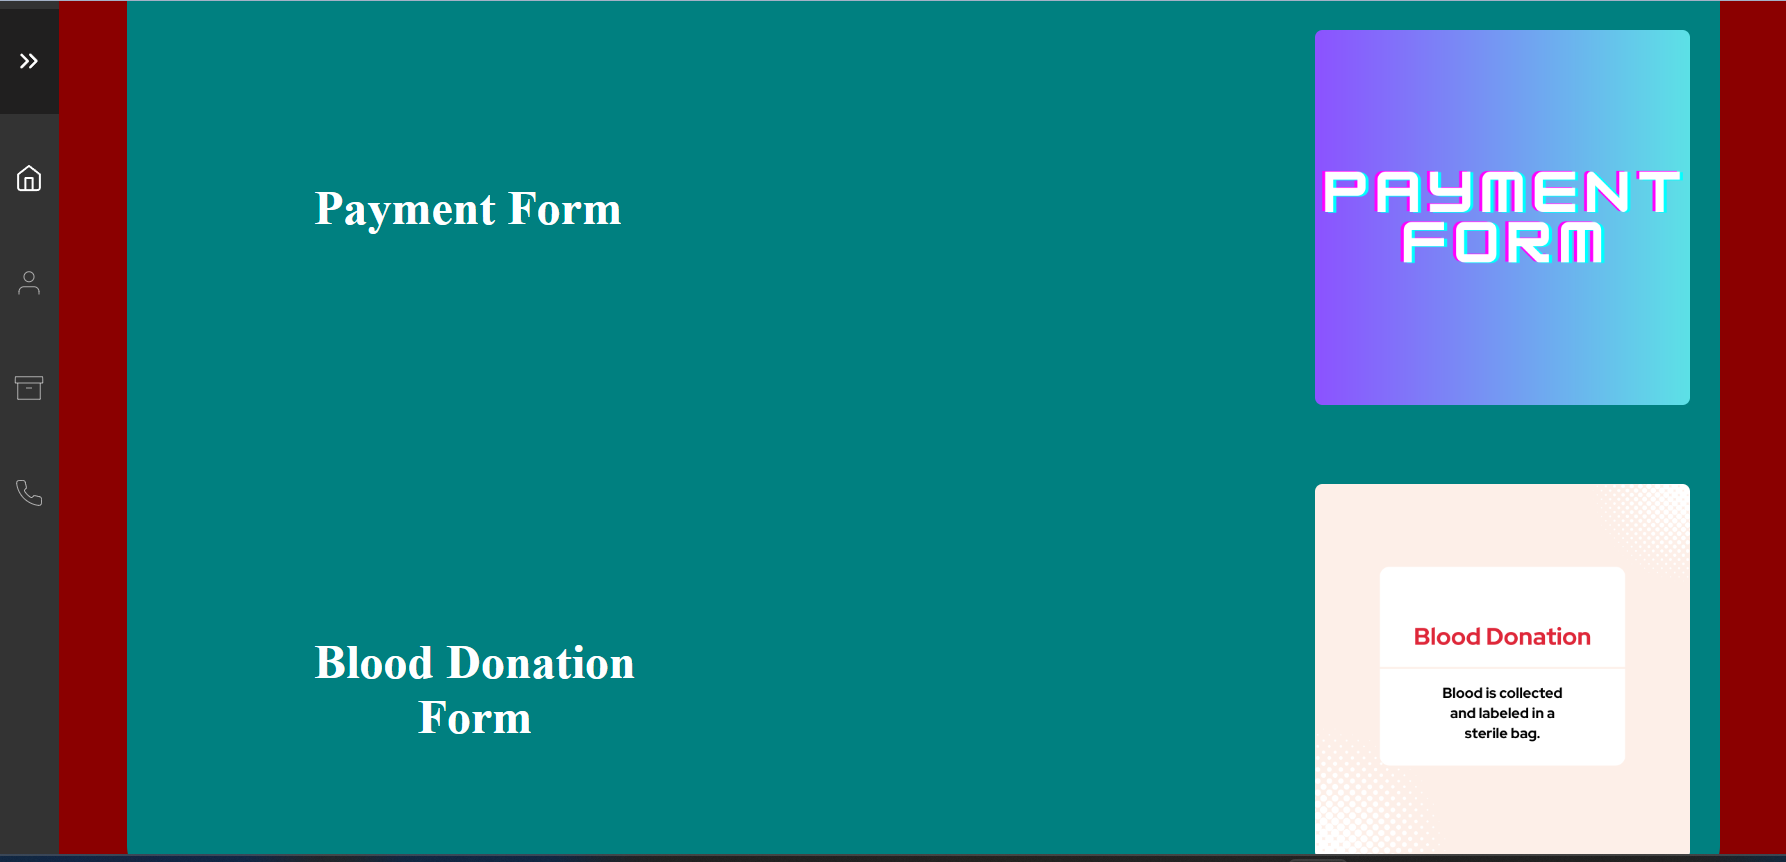 Payment Form
PAYMENT
FORM
Blood Donation
Form
Blood Donation
Blood is collected
and labeled in a
sterile bag.